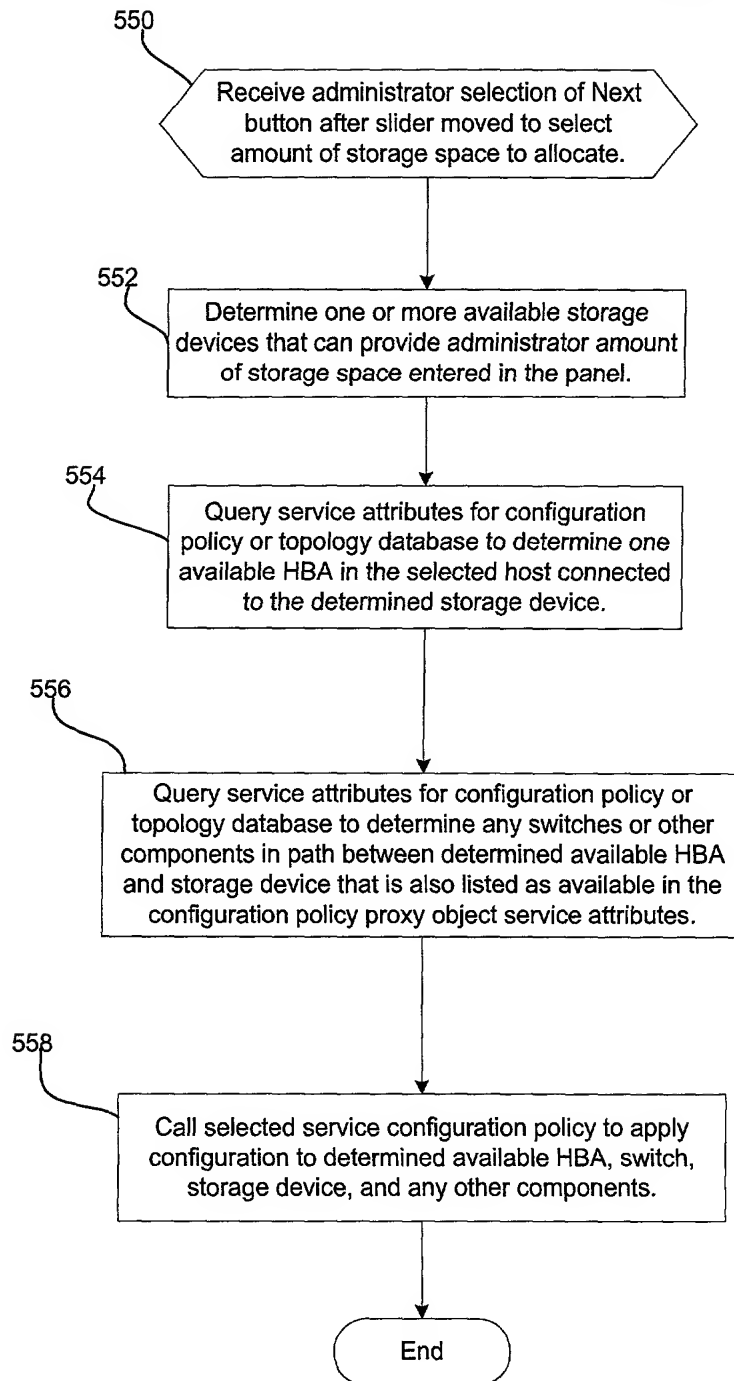 550
Receive administrator selection of Next
button after slider moved to select
amount of storage space to allocate.
552
Determine one or more available storage
devices that can provide administrator amount
of storage space entered in the panel.
554
Query service attributes for configuration
policy or topology database to determine one
available HBA in the selected host connected
to the determined storage device.
556
Query service attributes for configuration policy or
topology database to determine any switches or other
components in path between determined available HBA
and storage device that is also listed as available in the
configuration policy proxy object service attributes.
558
Call selected service configuration policy to apply
configuration to determined available HBA, switch,
storage device, and any other components.
End